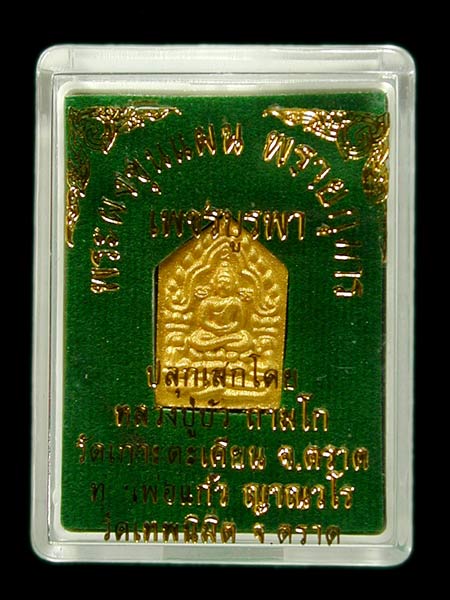 พระผงขุนแผน พรายกุมาร
เพชรบูรพา
ปลุกเสกโดย
หลวงปู่บัว ถามโก
วัดเกาะตะเคียน จ.ตราด
พ่อแก้ว ญาณวโร
วัดเทพนิมิต จ.ตราด